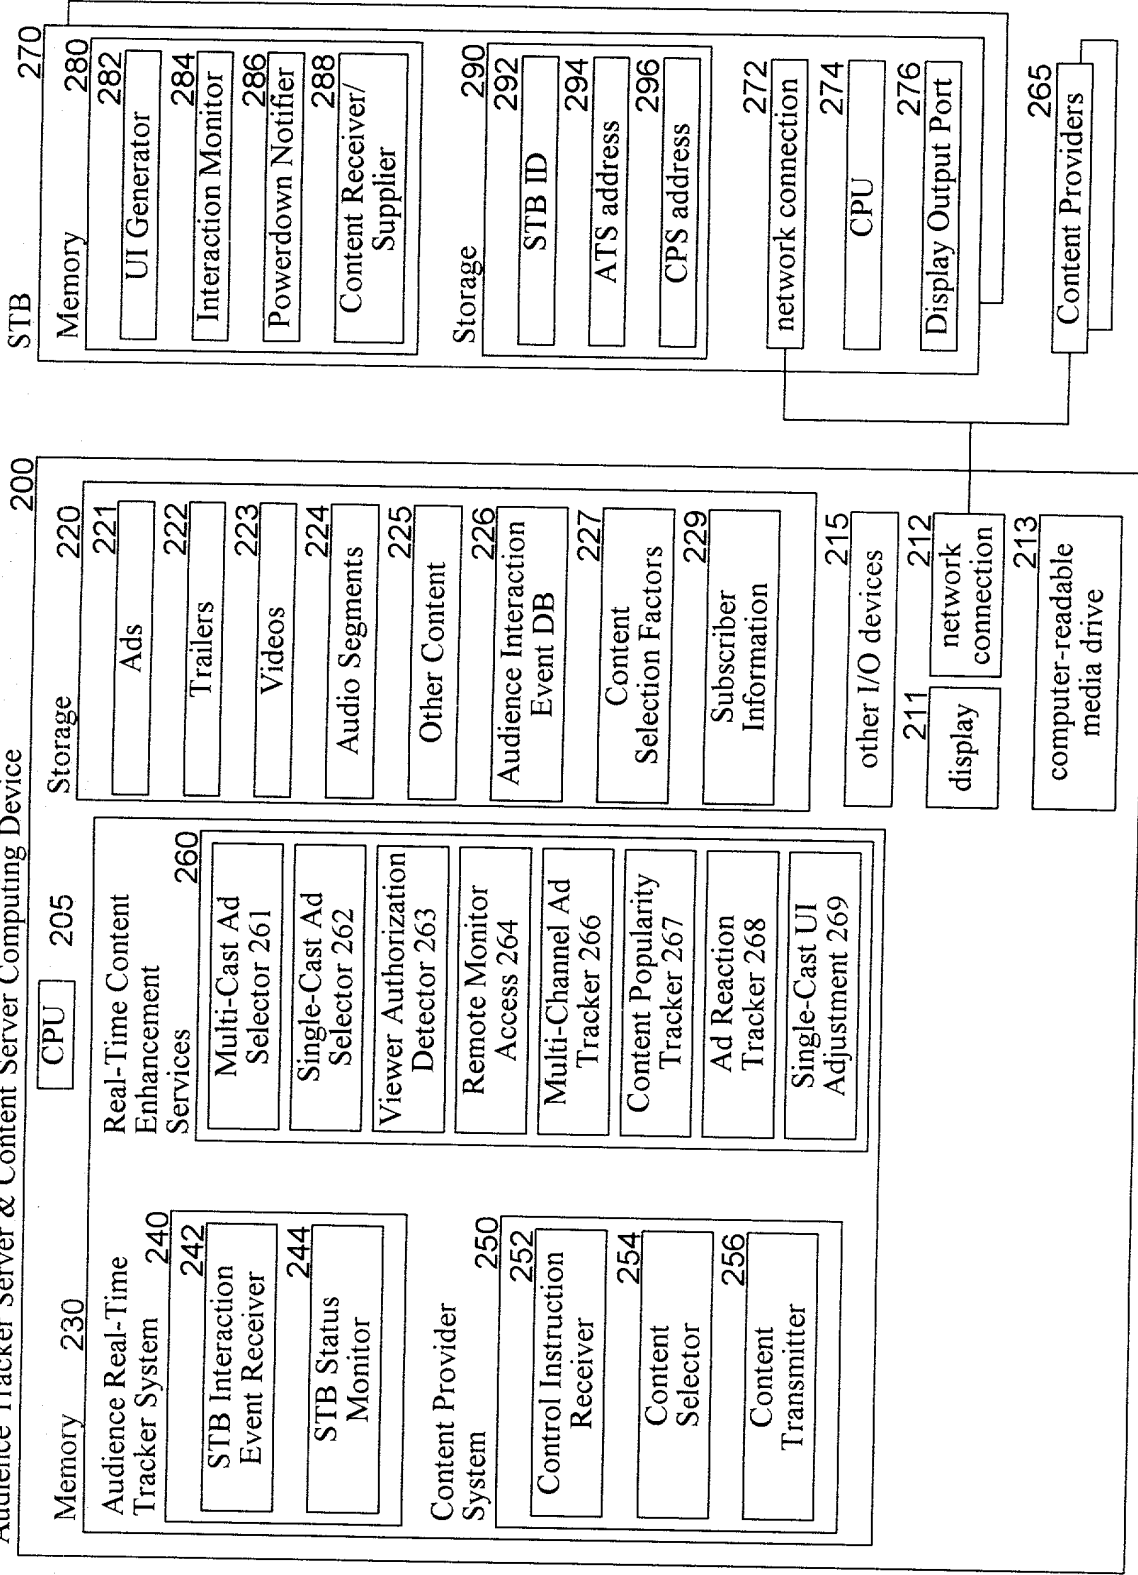 Audience Tracker Server & Content Server Computing Device
200
CPU
205
Memory
230
Audience Real-Time
Tracker System
240
242
STB Interaction
Event Receiver
244
STB Status
Monitor
Content Provider
System
250
252
Control Instruction
Receiver
254
Content
Selector
256
Content
Transmitter
Real-Time Content
Enhancement
Services
260
Multi-Cast Ad
Selector 261
Single-Cast Ad
Selector 262
Viewer Authorization
Detector 263
Remote Monitor
Access 264
Multi-Channel Ad
Tracker 266
Content Popularity
Tracker 267
Ad Reaction
Tracker 268
Single-Cast UI
Adjustment 269
Storage
220
221
Ads
222
Trailers
223
Videos
224
Audio Segments
225
Other Content
226
Audience Interaction
Event DB
227
Content
Selection Factors
229
Subscriber
Information
215
other I/O devices
211
display
212
network
connection
213
computer-readable
media drive
STB
270
Memory
280
282
UI Generator
284
Interaction Monitor
286
Powerdown Notifier
288
Content Receiver/
Supplier
Storage
290
292
STB ID
294
ATS address
296
CPS address
272
network connection
274
CPU
276
Display Output Port
265
Content Providers